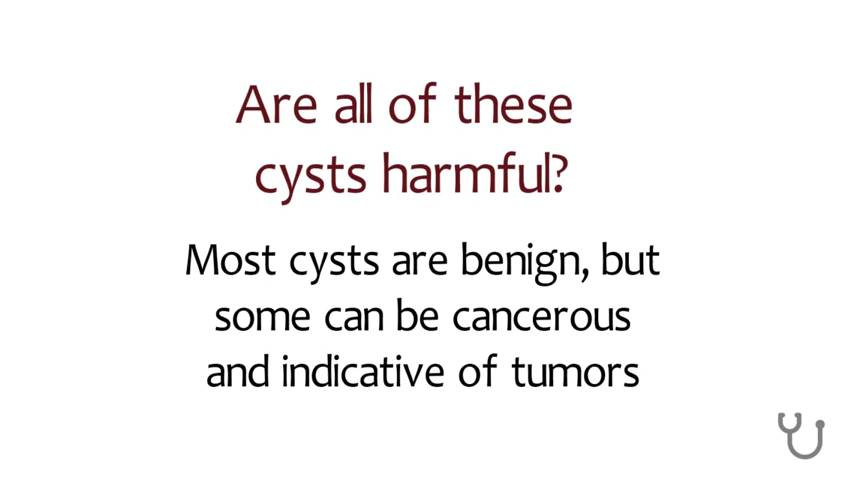 Are all of these
cysts harmful?
Most cysts are benign, but
some can be cancerous
and indicative of tumors